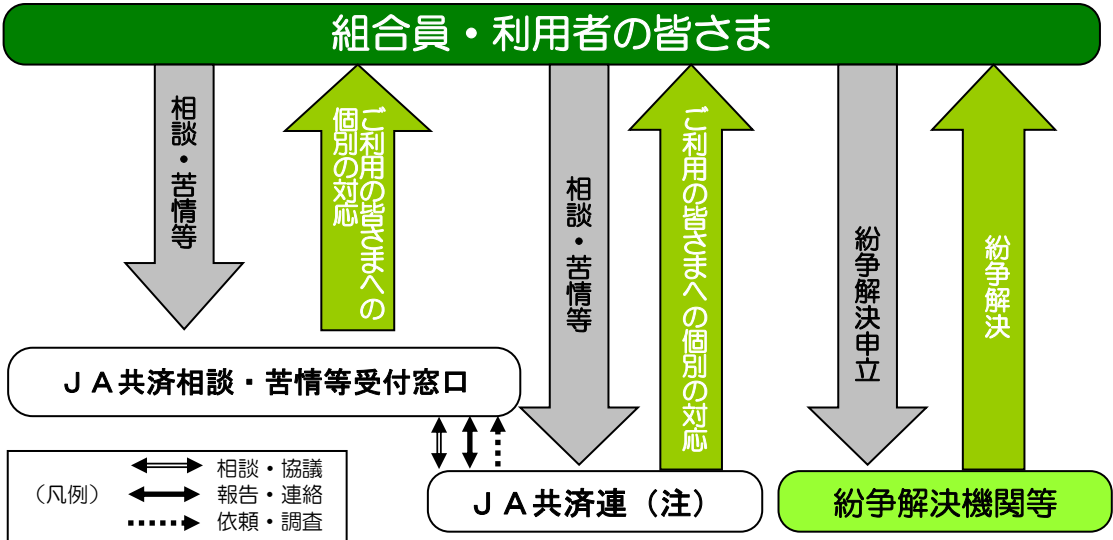 組合員・利用者の皆さま
相談・苦情等
ご利用の皆さまへの
個別の対応
相談・苦情等
ご利用の皆さまへの個別の対応
紛争解決申立
紛争解決
ＪＡ共済相談・苦情等受付窓口
（凡例）
相談・協議
報告・連絡
依頼・調査
ＪＡ共済連（注）
紛争解決機関等